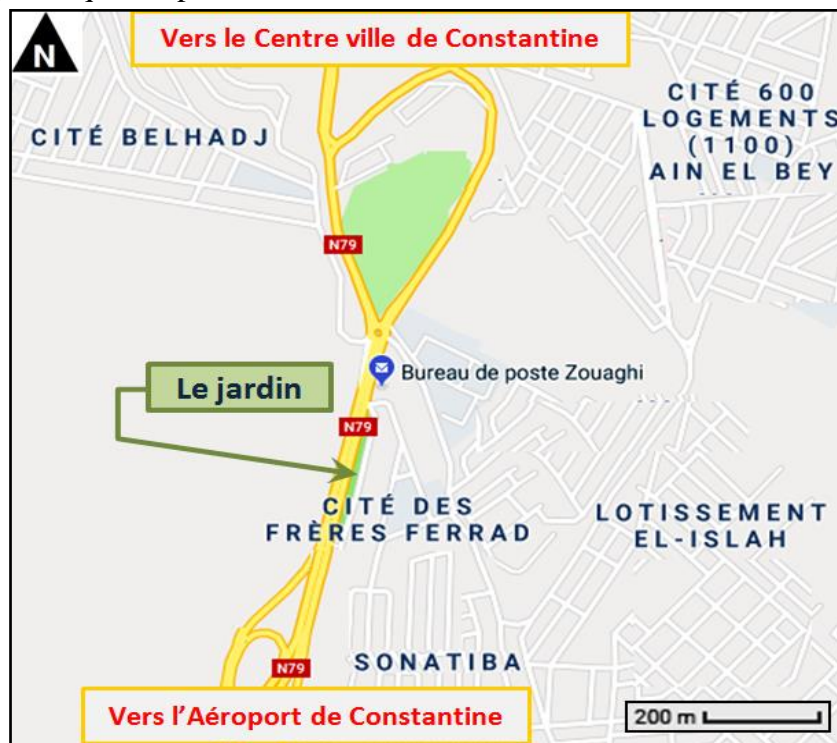 Vers le Centre ville de Constantine
N
CITÉ 600
LOGEMENTS
(1100)
AIN EL BEY
CITÉ BELHADJ
N79
Bureau de poste Zouaghi
Le jardin
N79
CITÉ DES
FRÈRES FERRAD
LOTISSEMENT
EL-ISLAH
SONATIBA
N79
Vers l'Aéroport de Constantine
200 m